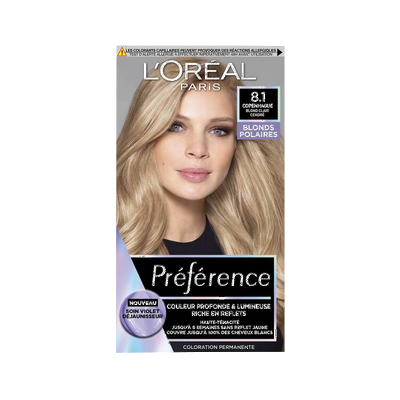 ⚠ LES COLORANTS CAPILLAIRES PEUVENT PROVOQUER DES RÉACTIONS ALLERGIQUES
L'ORÉAL
PARIS
8.1
COPENHAGUE
BLOND CLAIR
CENDRÉ
BLONDS
POLAIRES
Préférence
NOUVEAU
SOIN VIOLET
DÉJAUNISSEUR
COULEUR PROFONDE & LUMINEUSE
RICHE EN REFLETS
HAUTE-TÉNACITÉ
JUSQU'À 8 SEMAINES SANS REFLET JAUNE
COUVRE JUSQU'À 100% DES CHEVEUX BLANCS
COLORATION PERMANENTE